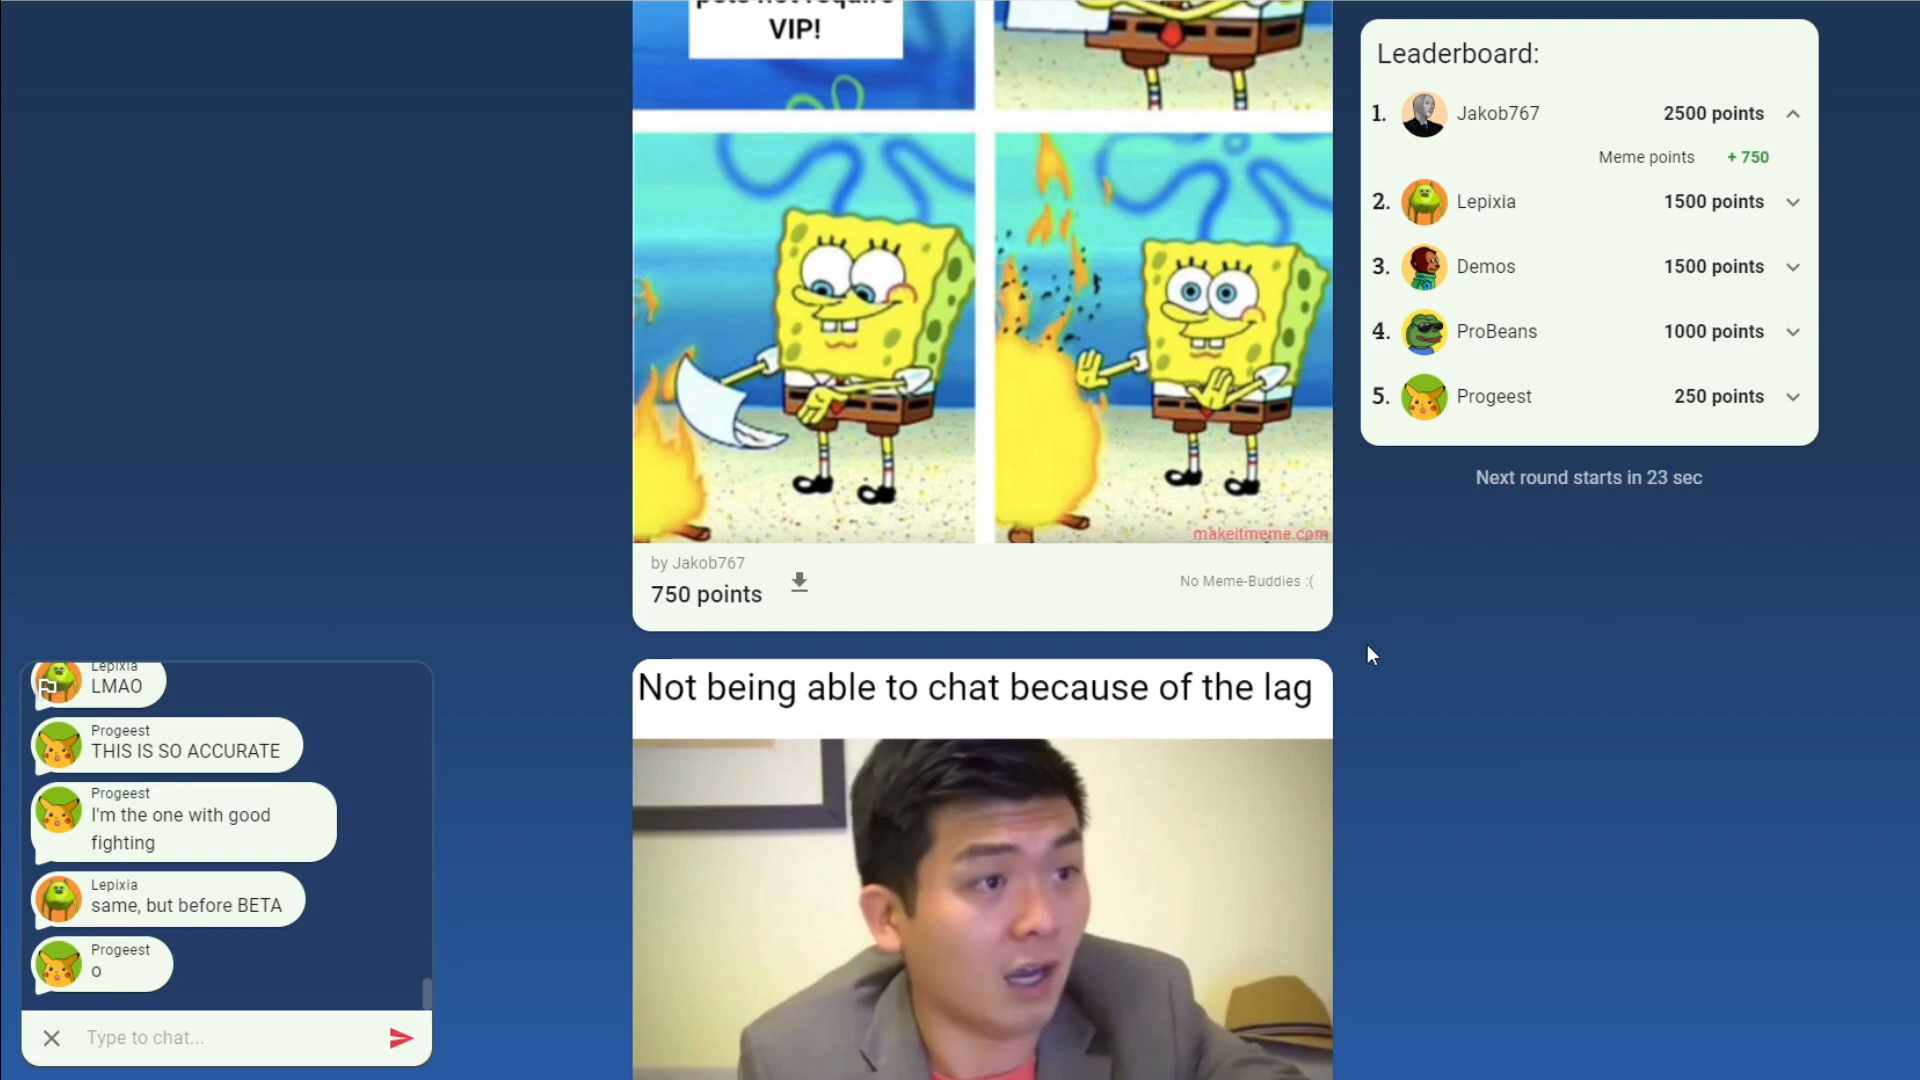 VIP!
makeitmeme.com
by Jakob767
750 points
No Meme-Buddies :(
Not being able to chat because of the lag
Leaderboard:
1. Jakob767 2500 points
Meme points + 750
2. Lepixia 1500 points
3. Demos 1500 points
4. ProBeans 1000 points
5. Progeest 250 points
Next round starts in 23 sec
Lepixia
LMAO
Progeest
THIS IS SO ACCURATE
Progeest
I'm the one with good
fighting
Lepixia
same, but before BETA
Progeest
o
Type to chat...